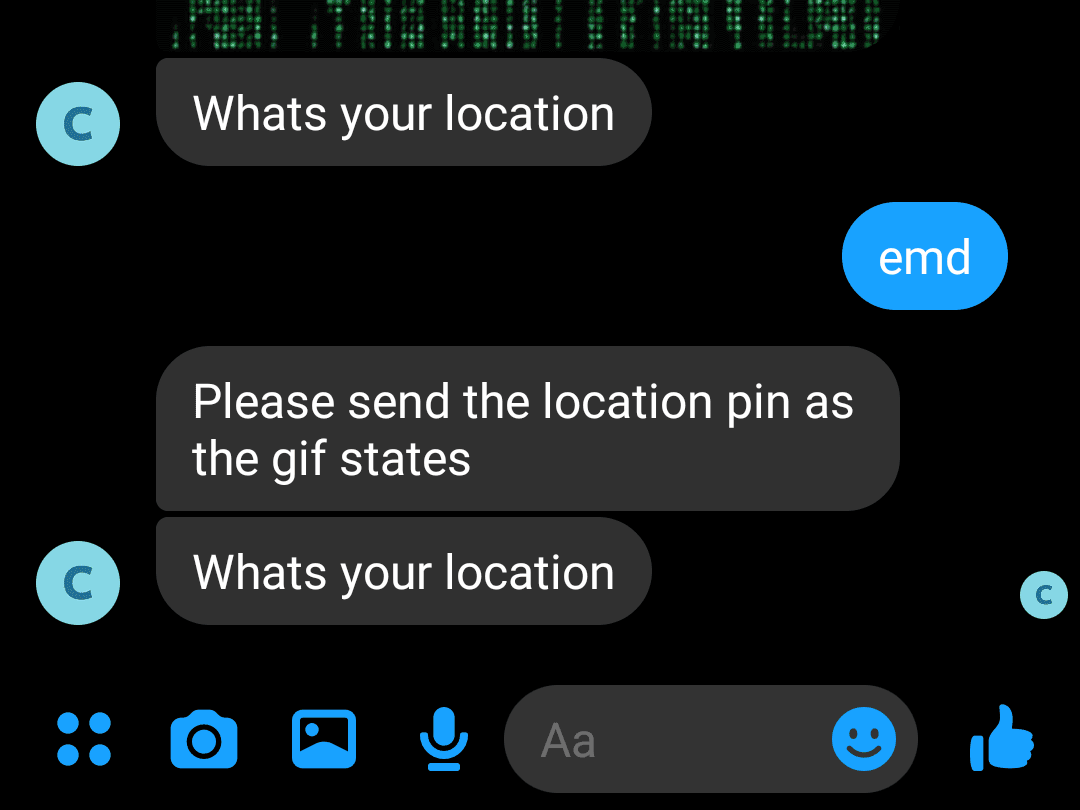 C
Whats your location
emd
Please send the location pin as
the gif states
C
Whats your location
C
Aa